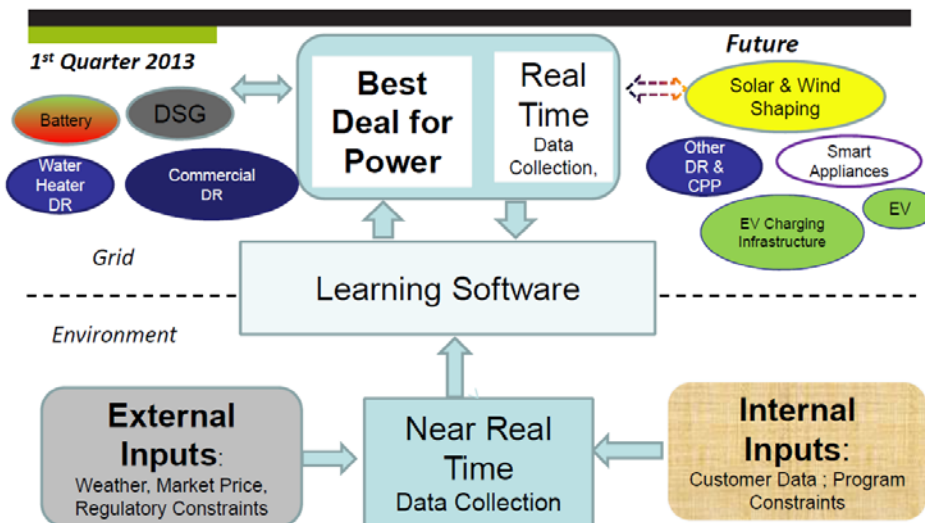 1st Quarter 2013
Future
Best
Deal for
Power
Real
Time
Data
Collection,
Battery
DSG
Water
Heater
DR
Commercial
DR
Solar & Wind
Shaping
Other
DR &
CPP
Smart
Appliances
EV Charging
Infrastructure
EV
Grid
Learning Software
Environment
External
Inputs:
Weather, Market Price,
Regulatory Constraints
Near Real
Time
Data Collection
Internal
Inputs:
Customer Data ; Program
Constraints